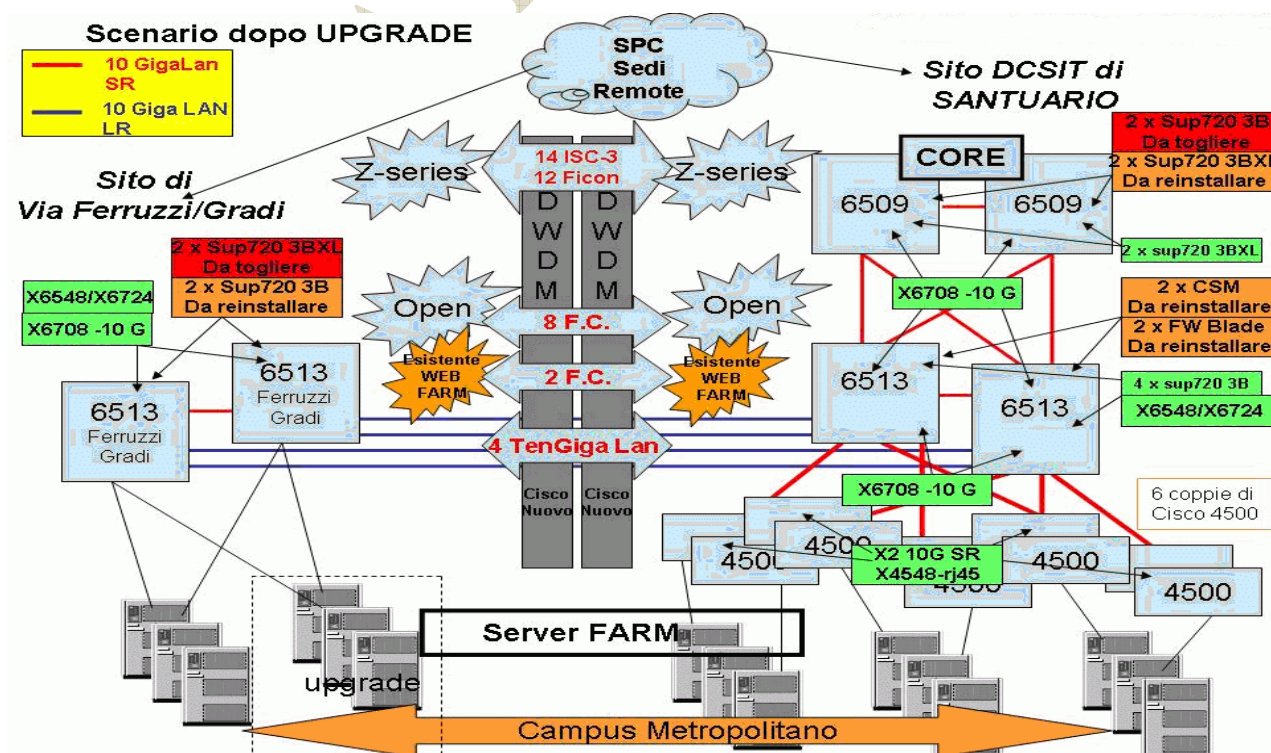 Scenario dopo UPGRADE
10 GigaLan
SR
10 Giga LAN
LR
SPC
Sedi
Remote
Sito DCSIT di
SANTUARIO
Sito di
Via Ferruzzi/Gradi
Z-series
14 ISC-3
12 Ficon
Z-series
CORE
2 x Sup720 3B
Da togliere
2 x Sup720 3BXL
Da reinstallare
6509
6509
2 x sup720 3BXL
2 x Sup720 3BXL
Da togliere
2 x Sup720 3B
Da reinstallare
X6548/X6724
X6708 -10 G
D
W
D
M
D
W
D
M
Open
8 F.C.
Open
X6708 -10 G
2 x CSM
Da reinstallare
2 x FW Blade
Da reinstallare
Esistente
WEB
FARM
2 F.C.
Esistente
WEB
FARM
6513
Ferruzzi
Gradi
6513
Ferruzzi
Gradi
6513
6513
4 x sup720 3B
X6548/X6724
4 TenGiga Lan
Cisco
Nuovo
Cisco
Nuovo
X6708 -10 G
6 coppie di
Cisco 4500
4500
4500
X2 10G SR
X4548-rj45
4500
4500
4500
Server FARM
upgrade
Campus Metropolitano